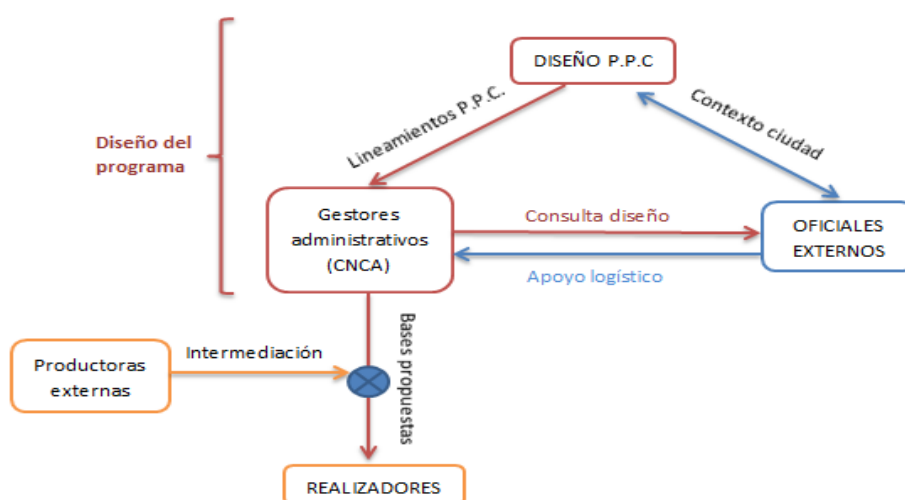 DISEÑO P.P.C
Lineamientos P.P.C.
Contexto ciudad
Diseño del
programa
Gestores
administrativos
(CNCA)
Consulta diseño
Apoyo logístico
OFICIALES
EXTERNOS
Bases propuestas
Intermediación
Productoras
externas
REALIZADORES